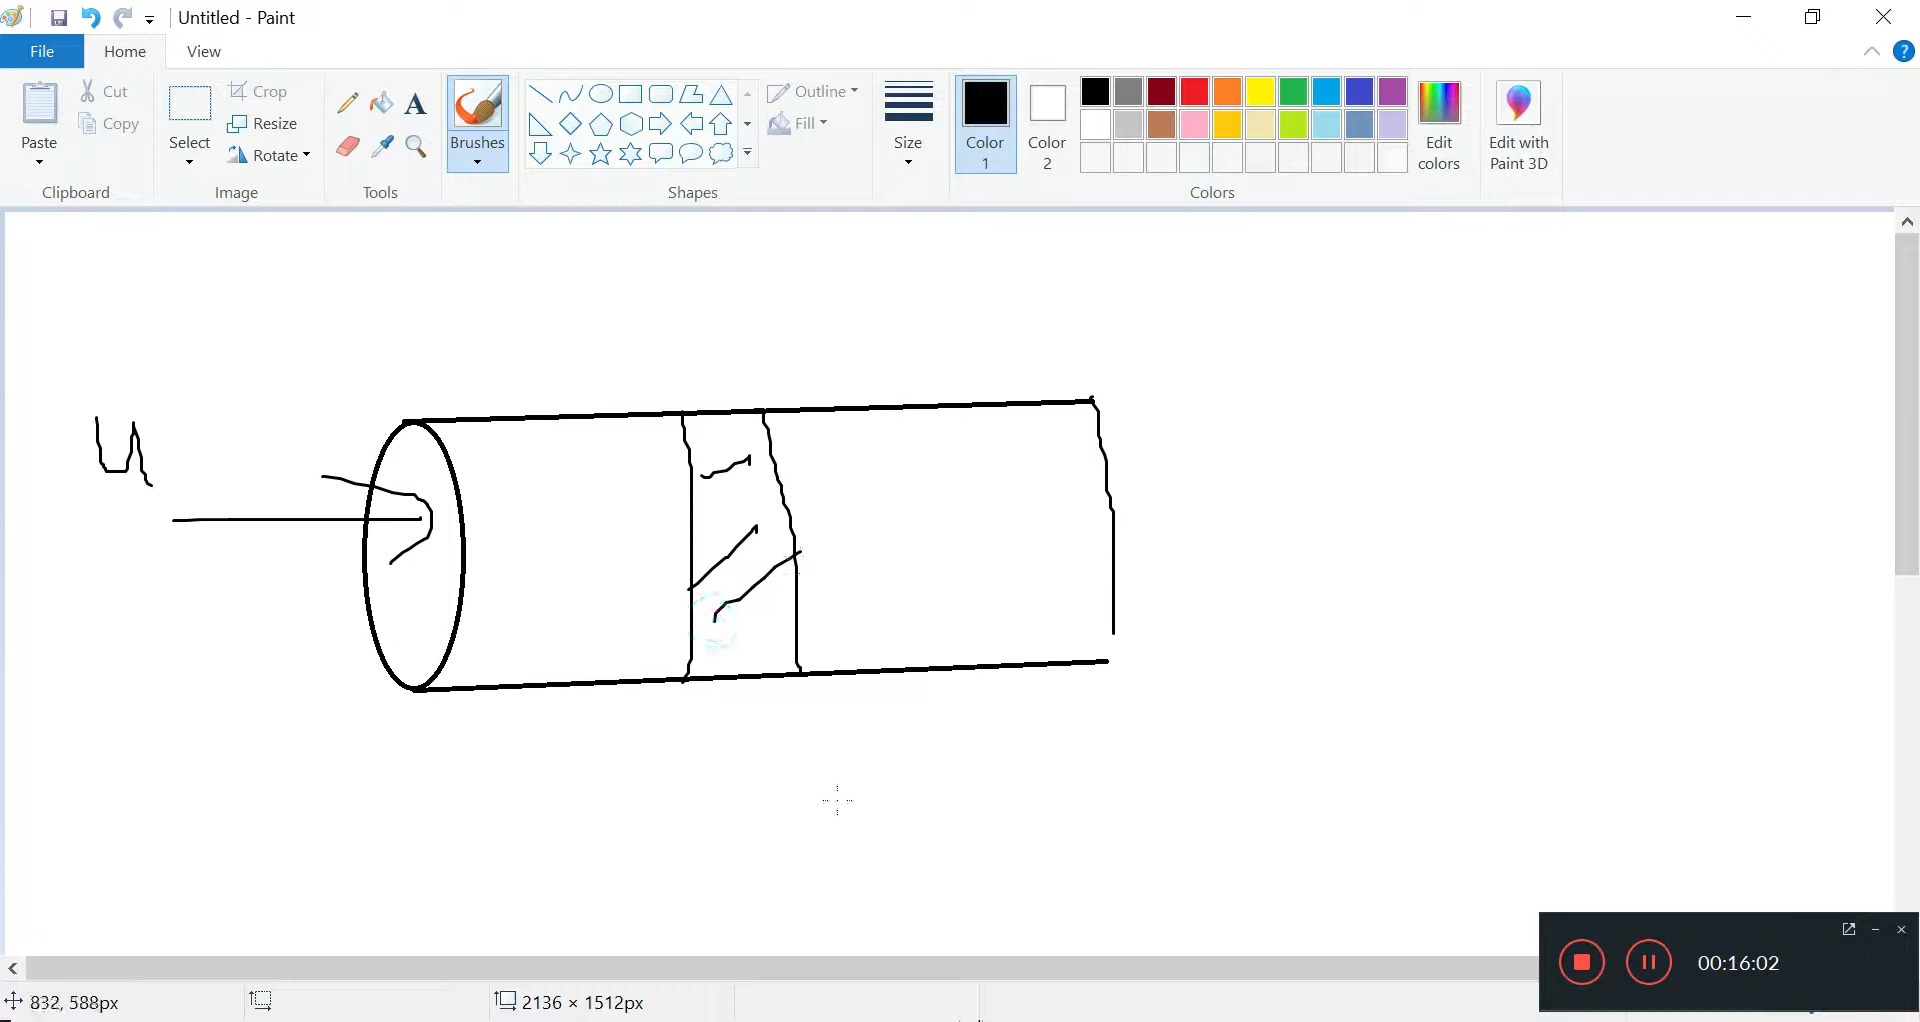 Untitled - Paint
File Home View
Paste
Cut
Copy
Clipboard
Select
Crop
Resize
Rotate
Image
A
Tools
Brushes
Shapes
Outline
Fill
Size
Color 1
Color 2
Colors
Edit colors
Edit with Paint 3D
?
u
00:16:02
832, 588px
2136 × 1512px